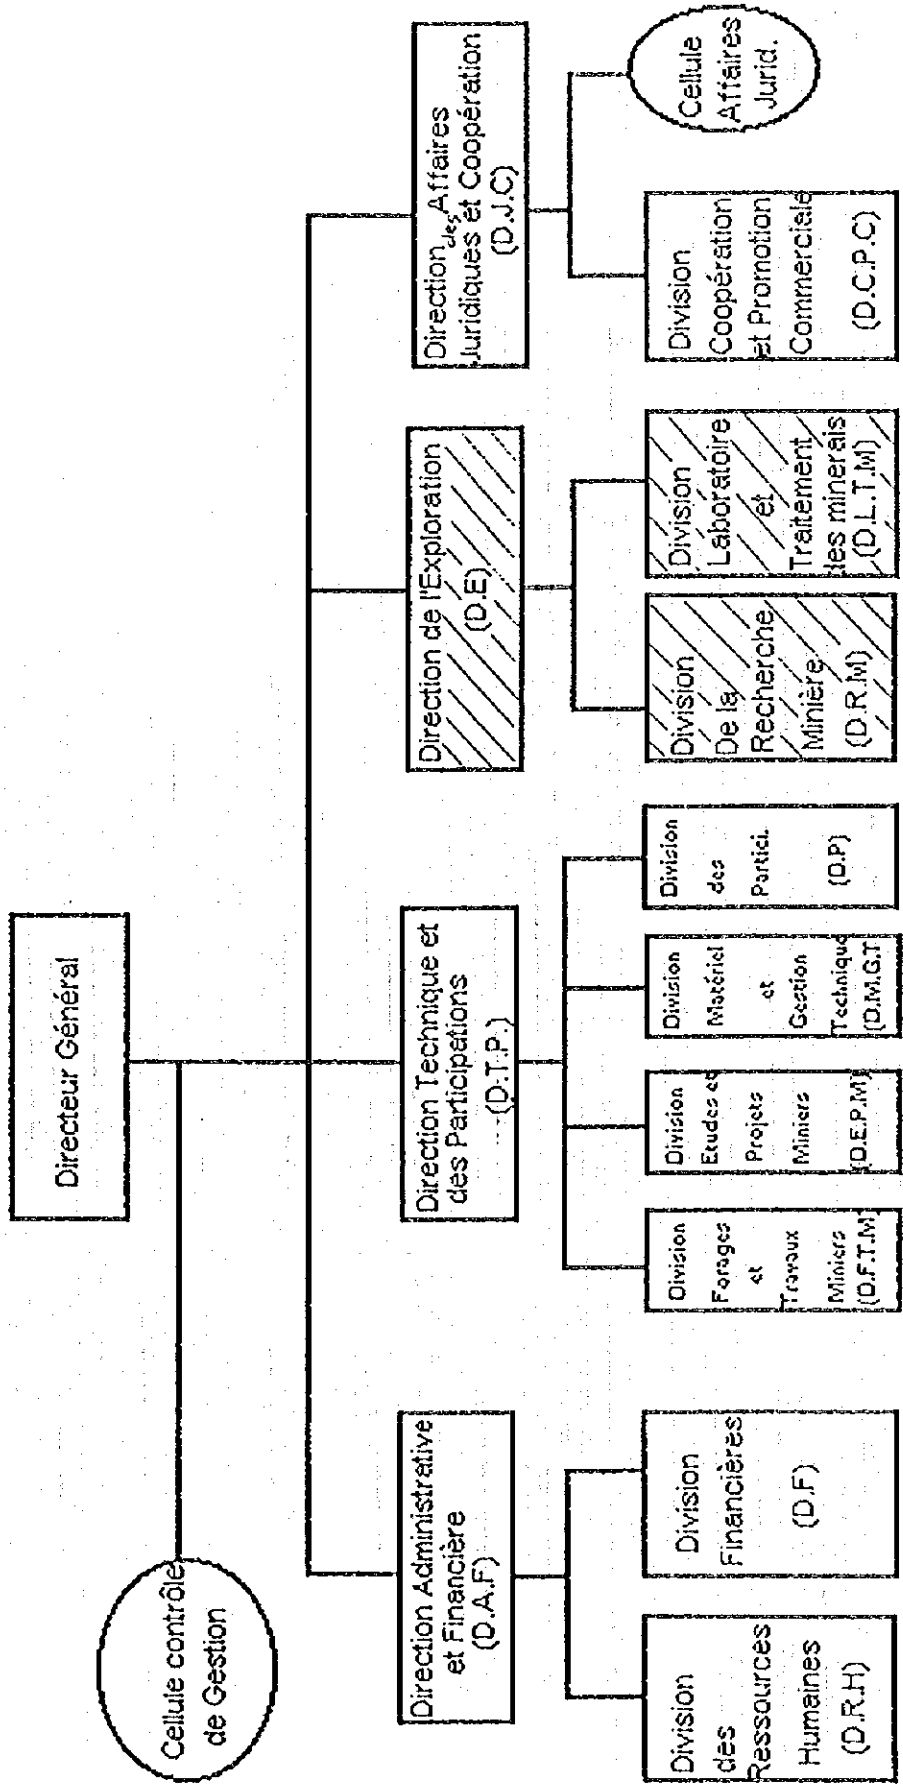 Directeur Général
Cellule contrôle
de Gestion
Direction Administrative
et Financière
(D.A.F)
Direction Technique et
des Participations
(D.T.P.)
Direction de l'Exploration
(D.E)
Direction des Affaires
Juridiques et Coopération
(D.J.C)
Division
des
Ressources
Humaines
(D.R.H)
Division
Financières
(D.F)
Division
Forages
et
Travaux
Miniers
(D.F.T.M)
Division
Etudes et
Projets
Miniers
(D.E.P.M)
Division
Matériel
et
Gestion
Technique
(D.M.G.T
Division
des
Partici.
(D.P)
Division
De la
Recherche
Minière
(D.R.M)
Division
Laboratoire
et
Traitement
des minerais
(D.L.T.M)
Division
Coopération
et Promotion
Commerciale
(D.C.P.C)
Cellule
Affaires
Jurid.